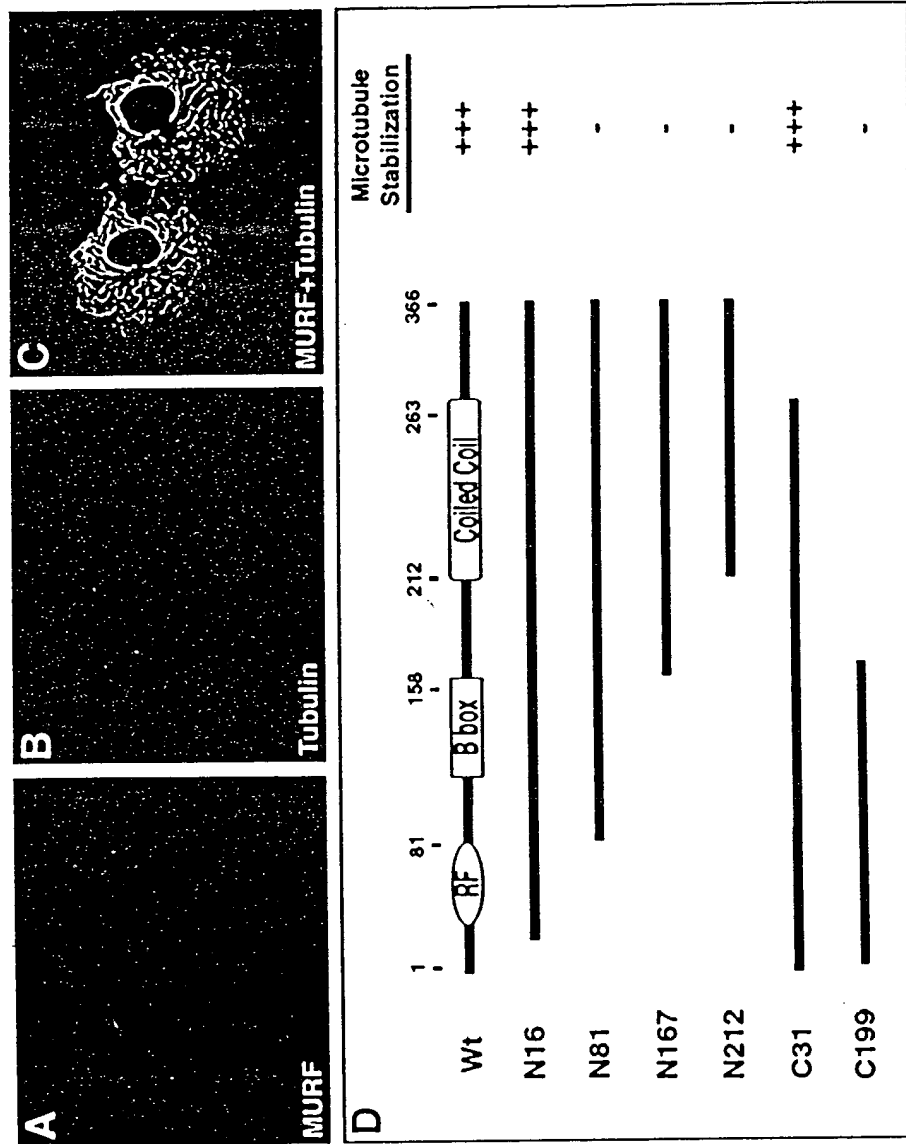 A
MURF
B
Tubulin
C
MURF+Tubulin
D
Microtubule
Stabilization
1 81 158 212 263 366
Wt RF B box Coiled Coil +++
N16 +++
N81 -
N167 -
N212 -
C31 +++
C199 -